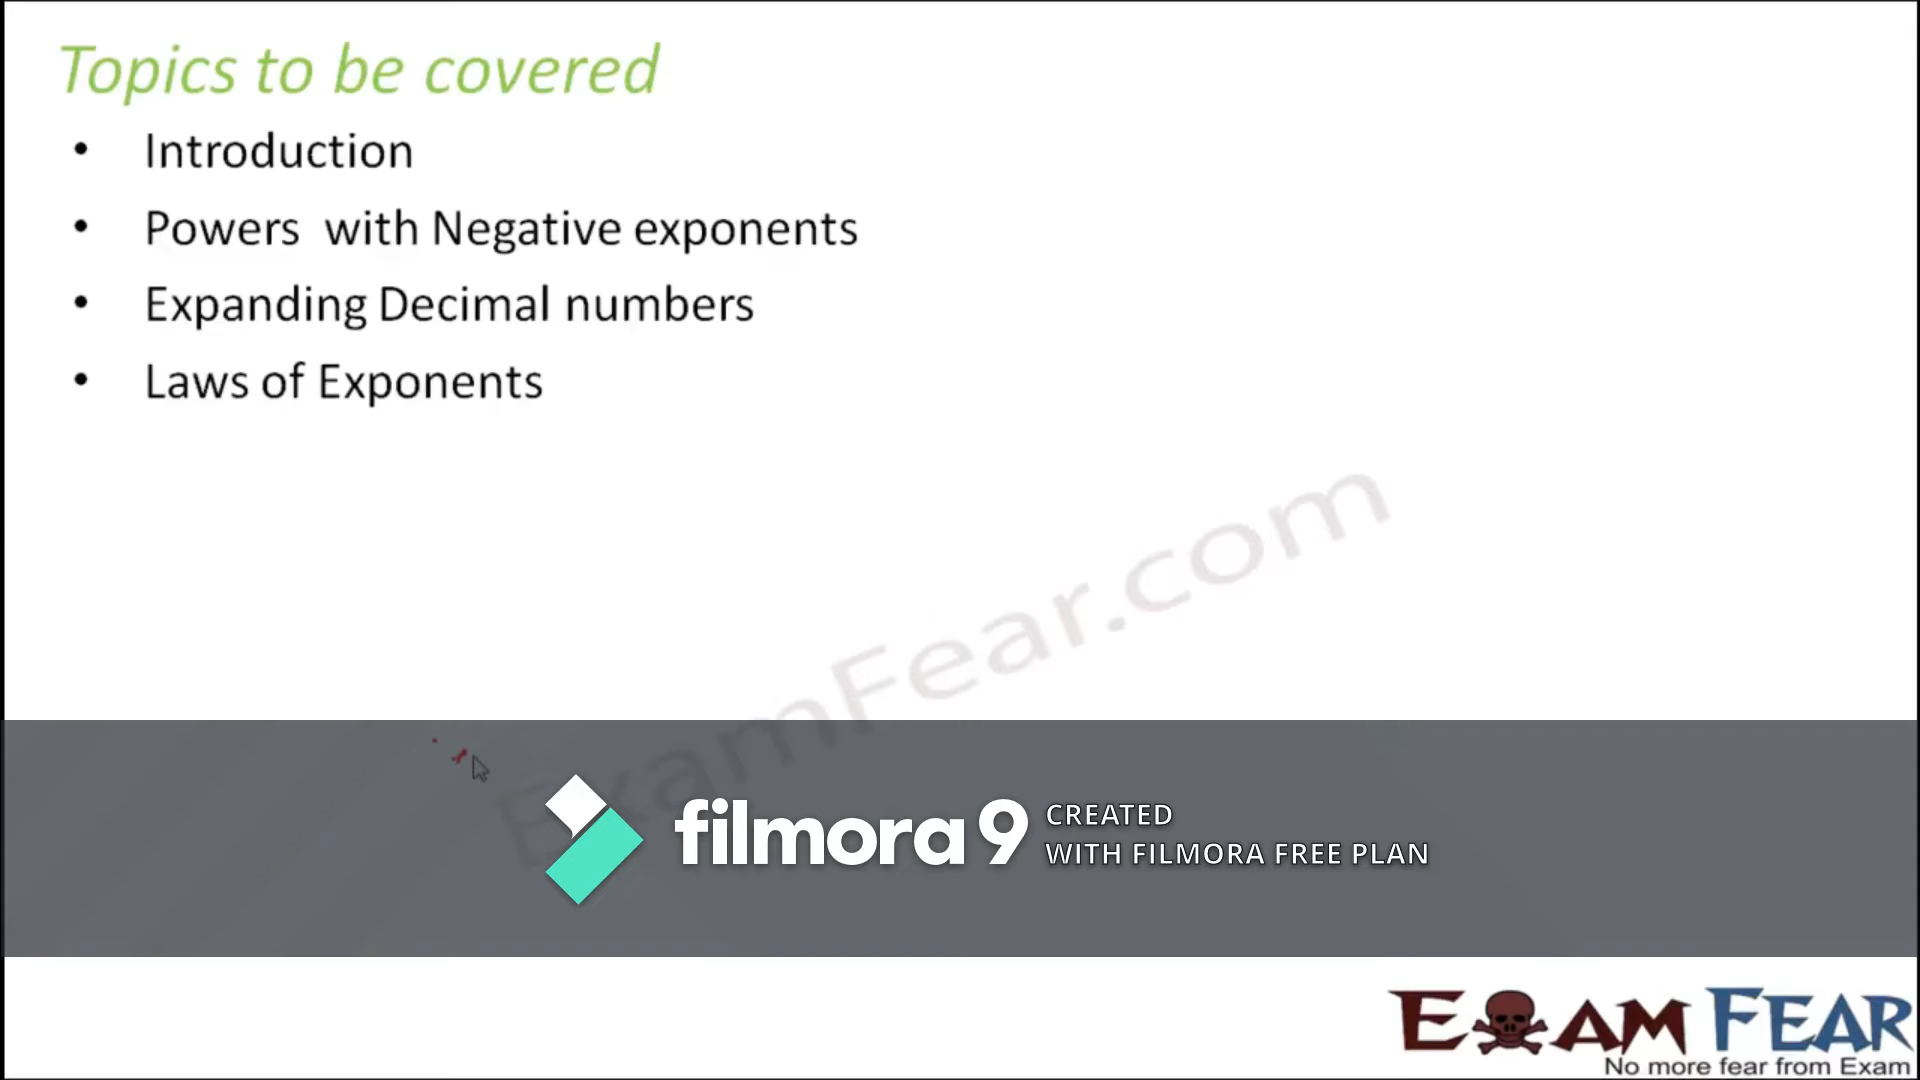 Topics to be covered
• Introduction
• Powers with Negative exponents
• Expanding Decimal numbers
• Laws of Exponents
ExamFear.com
filmora 9 CREATED
WITH FILMORA FREE PLAN
EXAM FEAR
No more fear from Exam